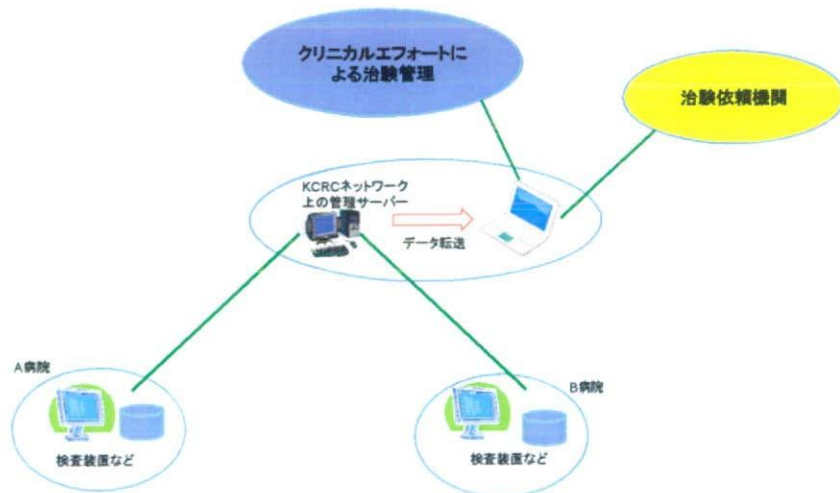 クリニカルエフォートに
よる治験管理
治験依頼機関
KCRCネットワーク
上の管理サーバー
データ転送
A病院
検査装置など
B病院
検査装置など